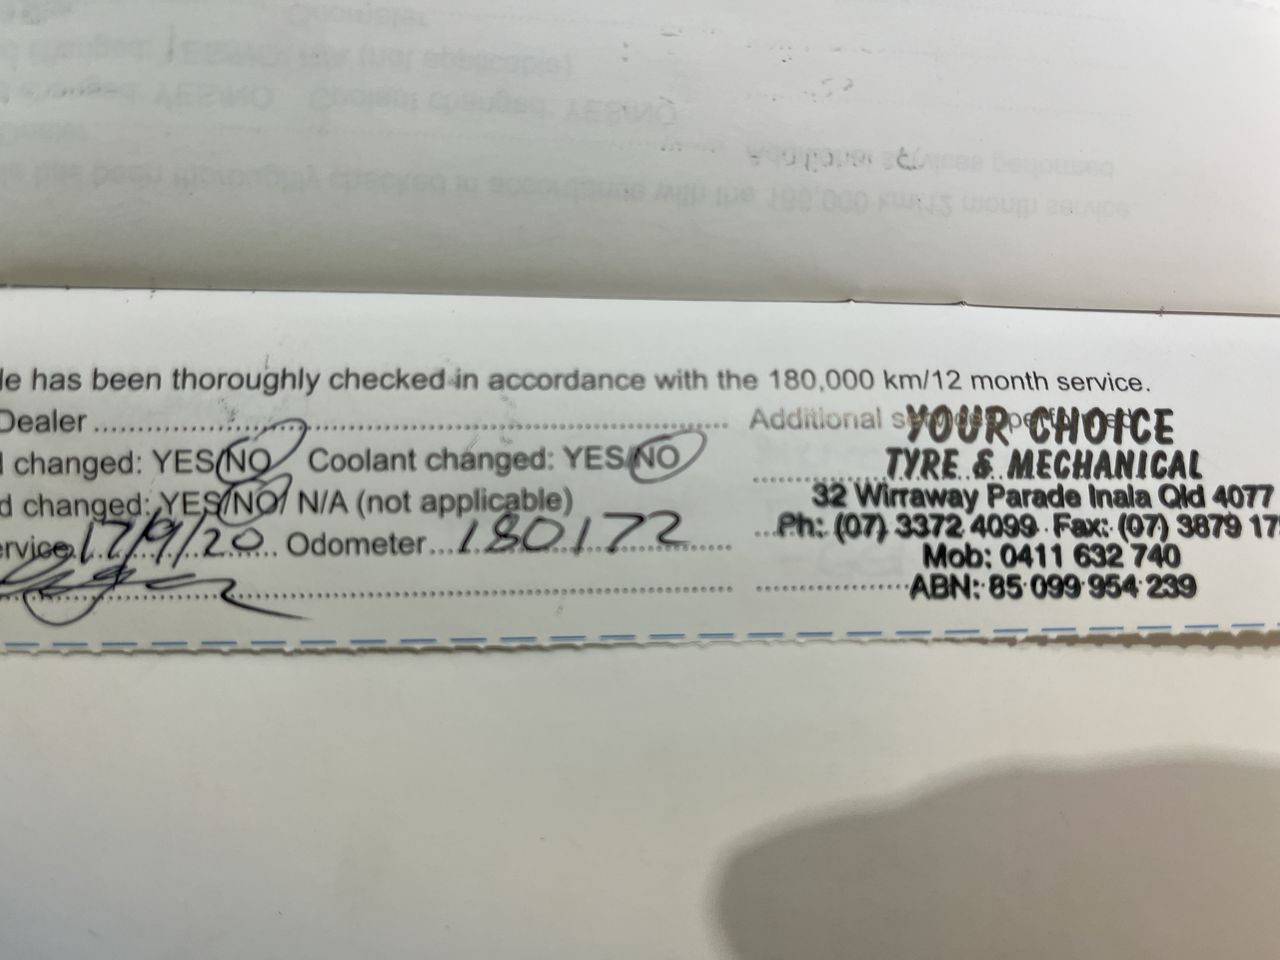 le has been thoroughly checked in accordance with the 180,000 km/12 month service.
Dealer Additional
changed: YES/NO Coolant changed: YES/NO
d changed: YES/NO/ N/A (not applicable)
ervice 17/9/20 Odometer 180172
YOUR CHOICE
TYRE & MECHANICAL
32 Wirraway Parade Inala Qld 4077
Ph: (07) 3372 4099 Fax: (07) 3879 17
Mob: 0411 632 740
ABN: 85 099 954 239